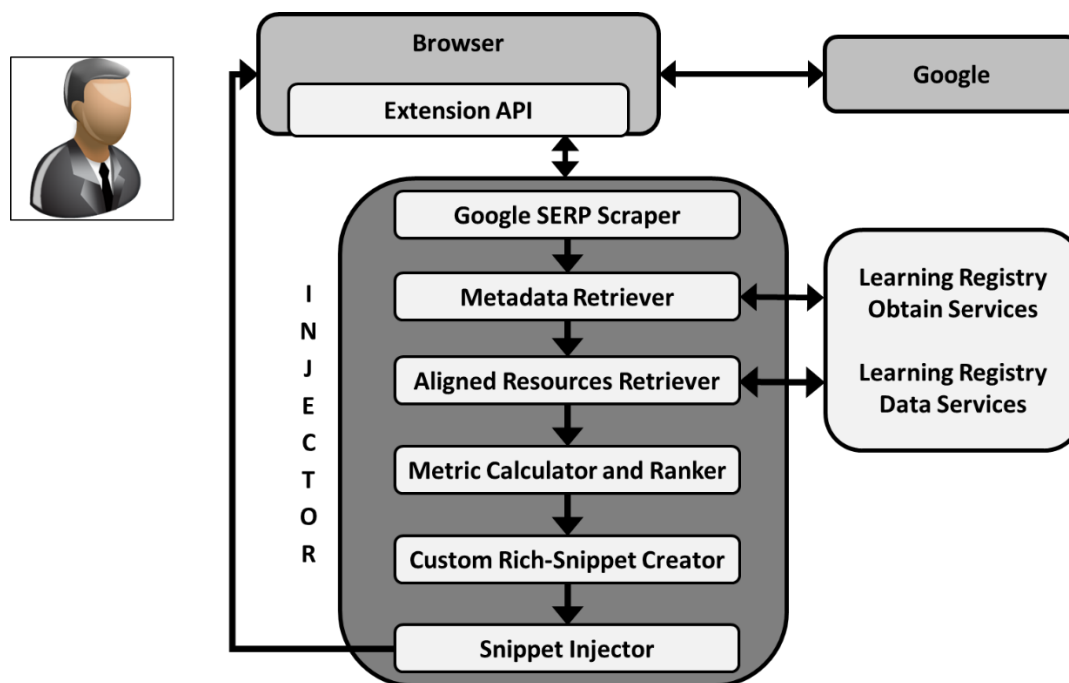 Browser
Extension API
Google
Google SERP Scraper
Metadata Retriever
Aligned Resources Retriever
Metric Calculator and Ranker
Custom Rich-Snippet Creator
Snippet Injector
INJECTOR
Learning Registry
Obtain Services
Learning Registry
Data Services